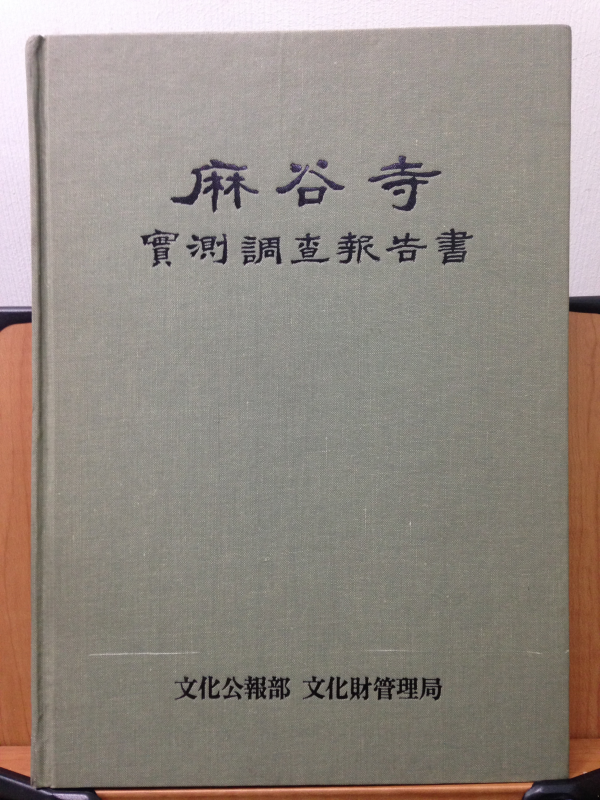 麻谷寺
實測調查報告書
文化公報部 文化財管理局